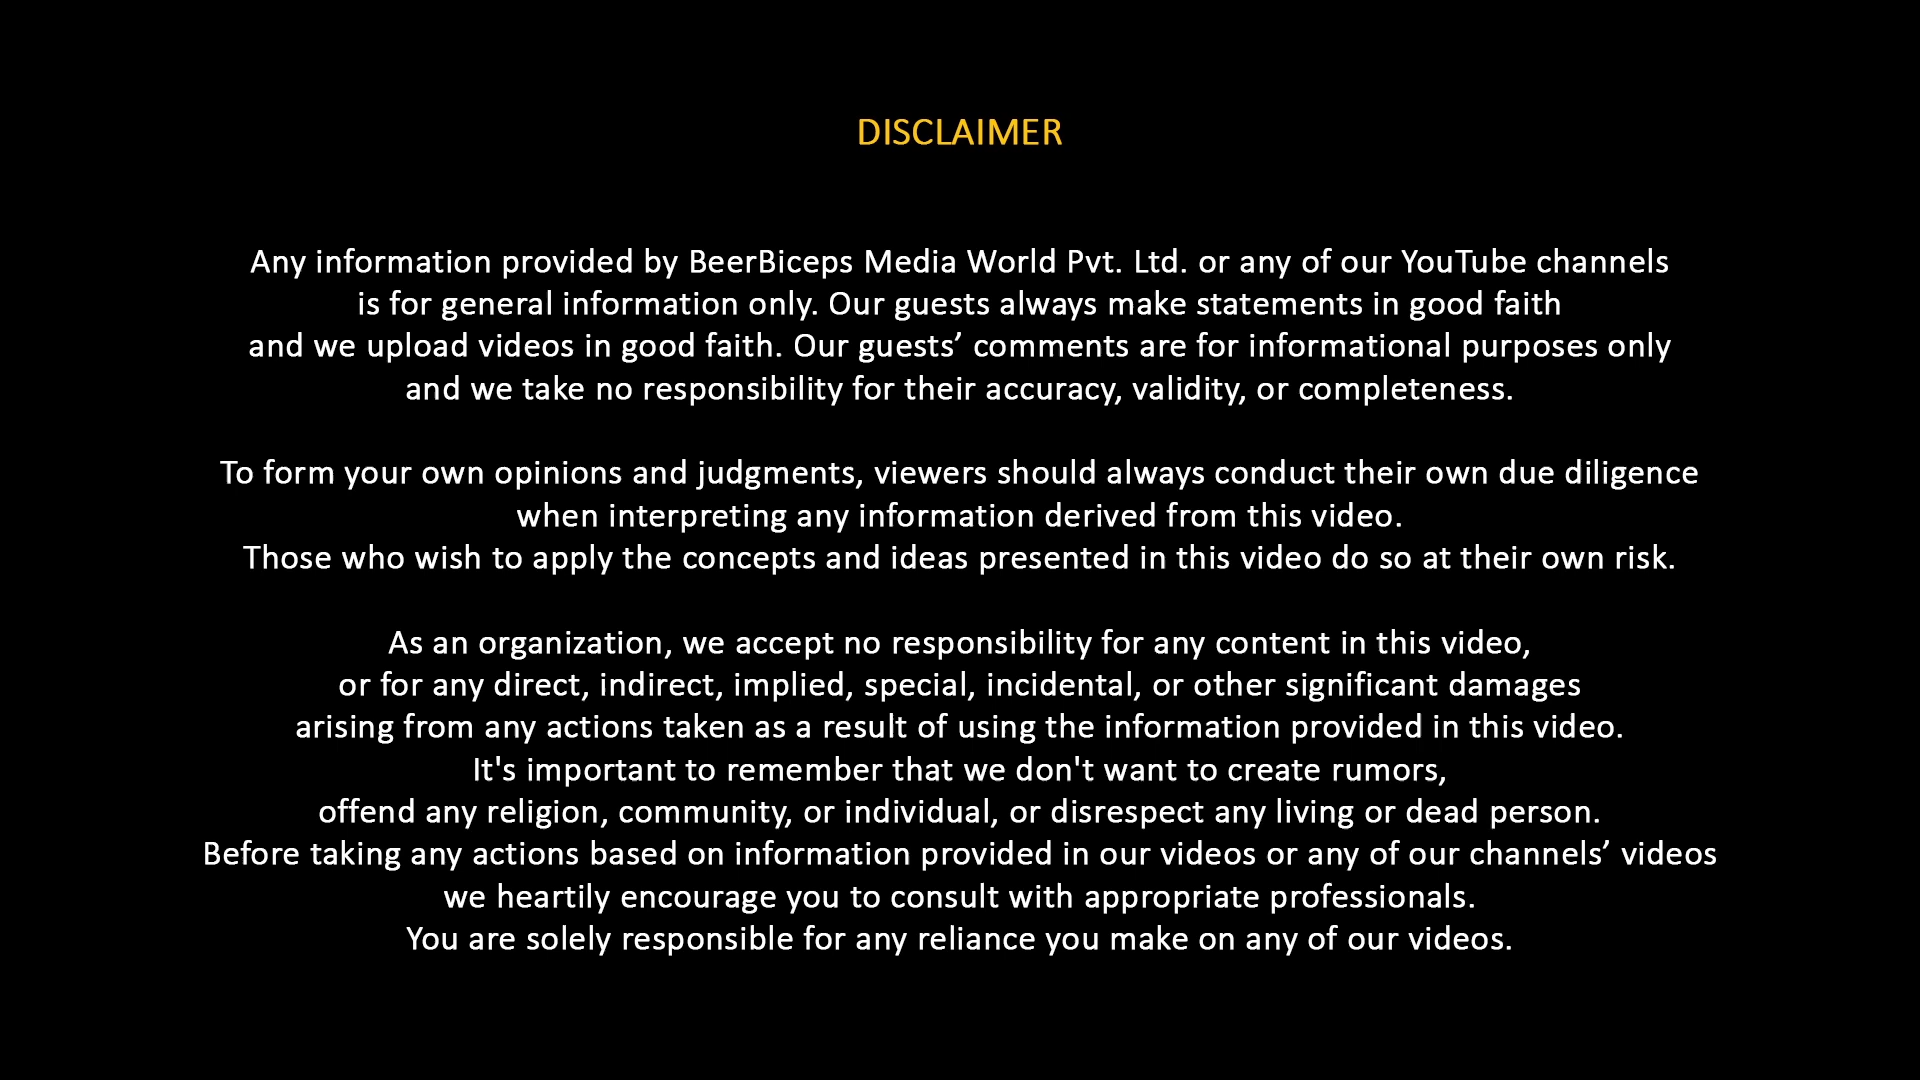 DISCLAIMER
Any information provided by BeerBiceps Media World Pvt. Ltd. or any of our YouTube channels
is for general information only. Our guests always make statements in good faith
and we upload videos in good faith. Our guests’ comments are for informational purposes only
and we take no responsibility for their accuracy, validity, or completeness.
To form your own opinions and judgments, viewers should always conduct their own due diligence
when interpreting any information derived from this video.
Those who wish to apply the concepts and ideas presented in this video do so at their own risk.
As an organization, we accept no responsibility for any content in this video,
or for any direct, indirect, implied, special, incidental, or other significant damages
arising from any actions taken as a result of using the information provided in this video.
It's important to remember that we don't want to create rumors,
offend any religion, community, or individual, or disrespect any living or dead person.
Before taking any actions based on information provided in our videos or any of our channels’ videos
we heartily encourage you to consult with appropriate professionals.
You are solely responsible for any reliance you make on any of our videos.